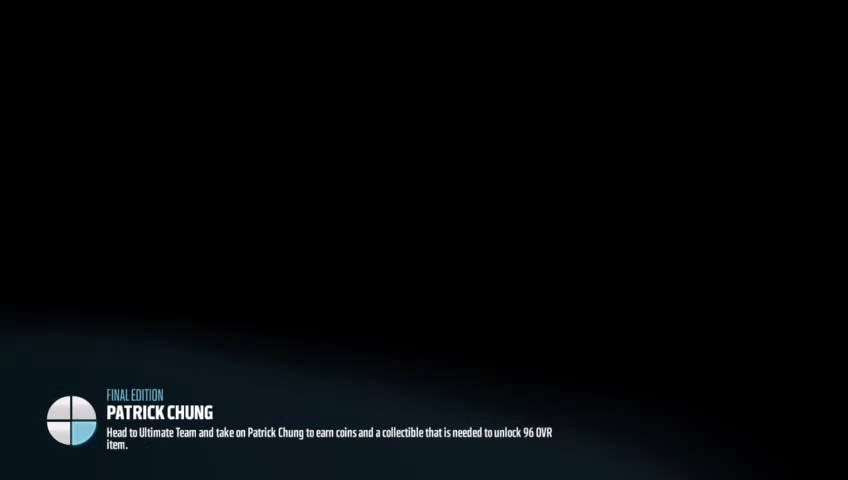 FINAL EDITION
PATRICK CHUNG
Head to Ultimate Team and take on Patrick Chung to earn coins and a collectible that is needed to unlock 96 OVR
item.